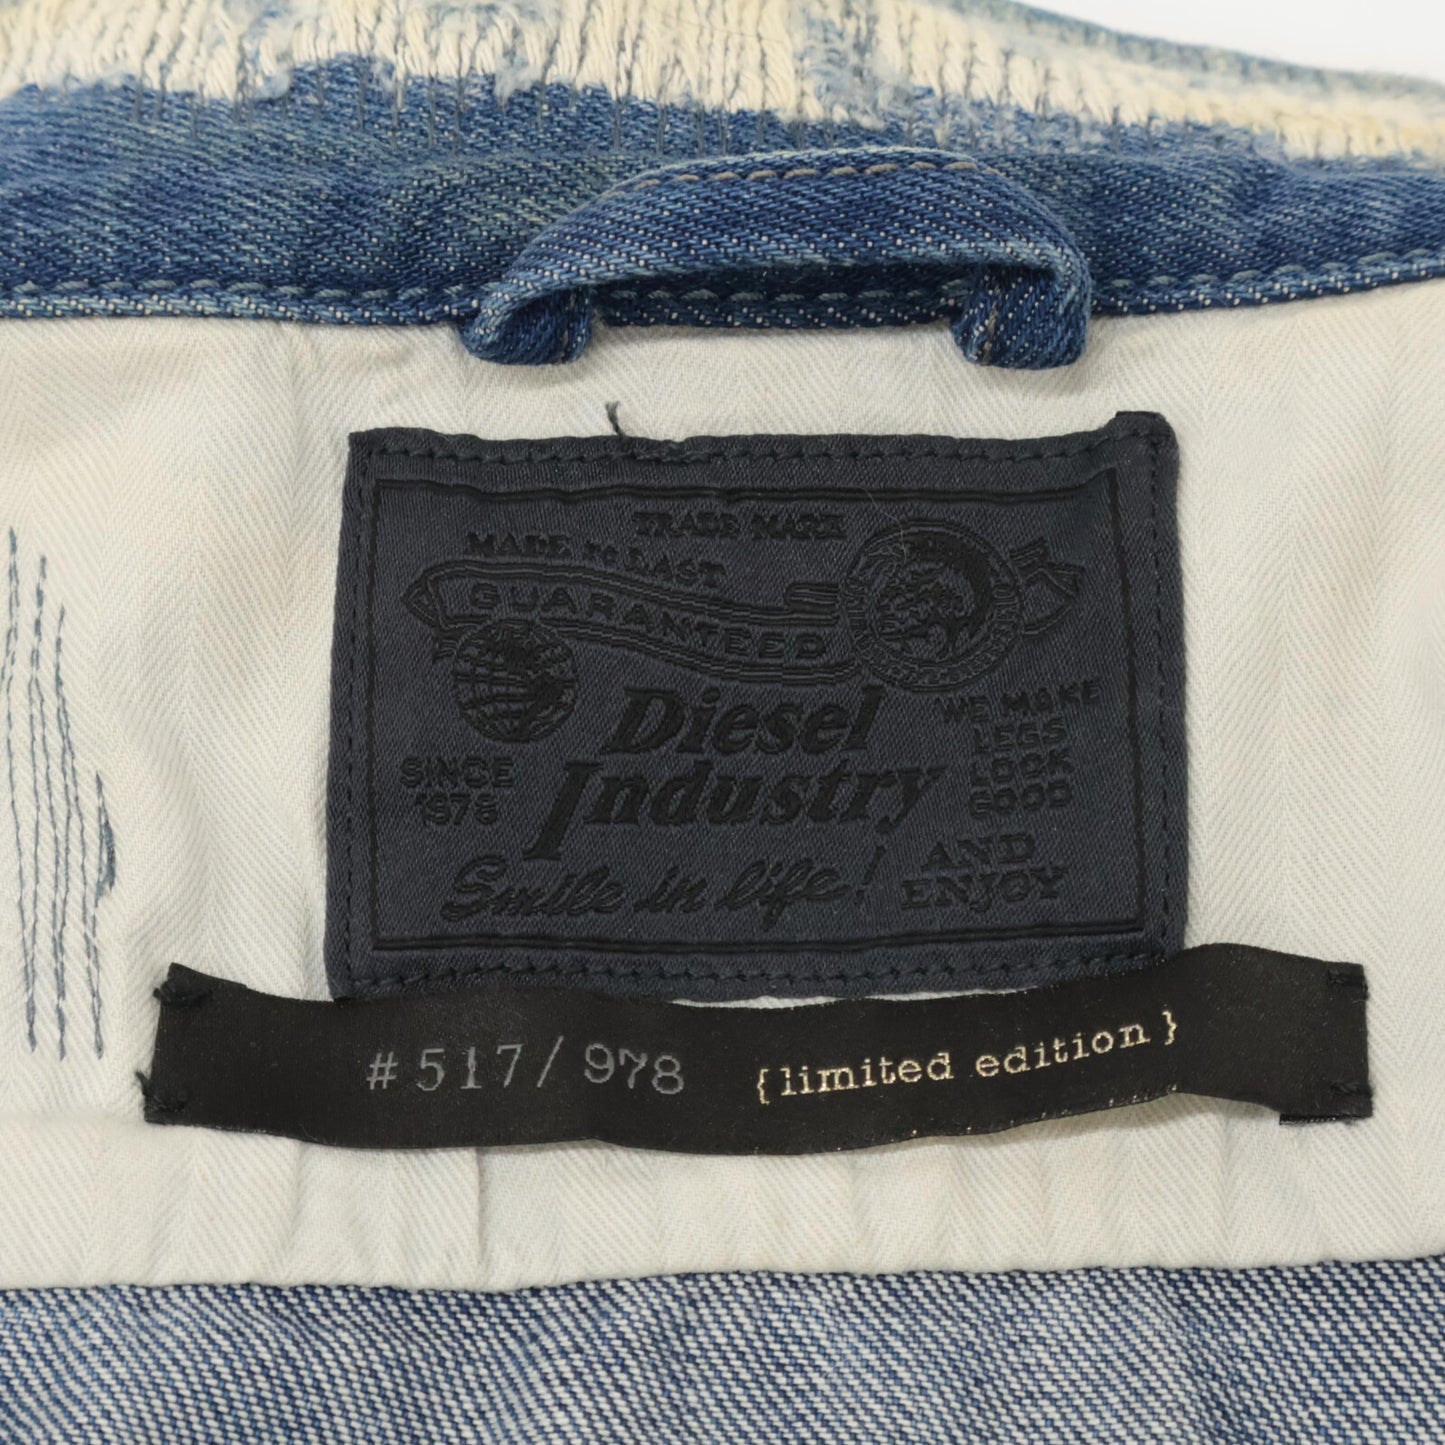 TRADE MARK
MADE to LAST
GUARANTEED
Diesel
Industry
SINCE
1978
WE MAKE
LEGS
LOOK
GOOD
AND
ENJOY
Smile in life!
#517/978 {limited edition}